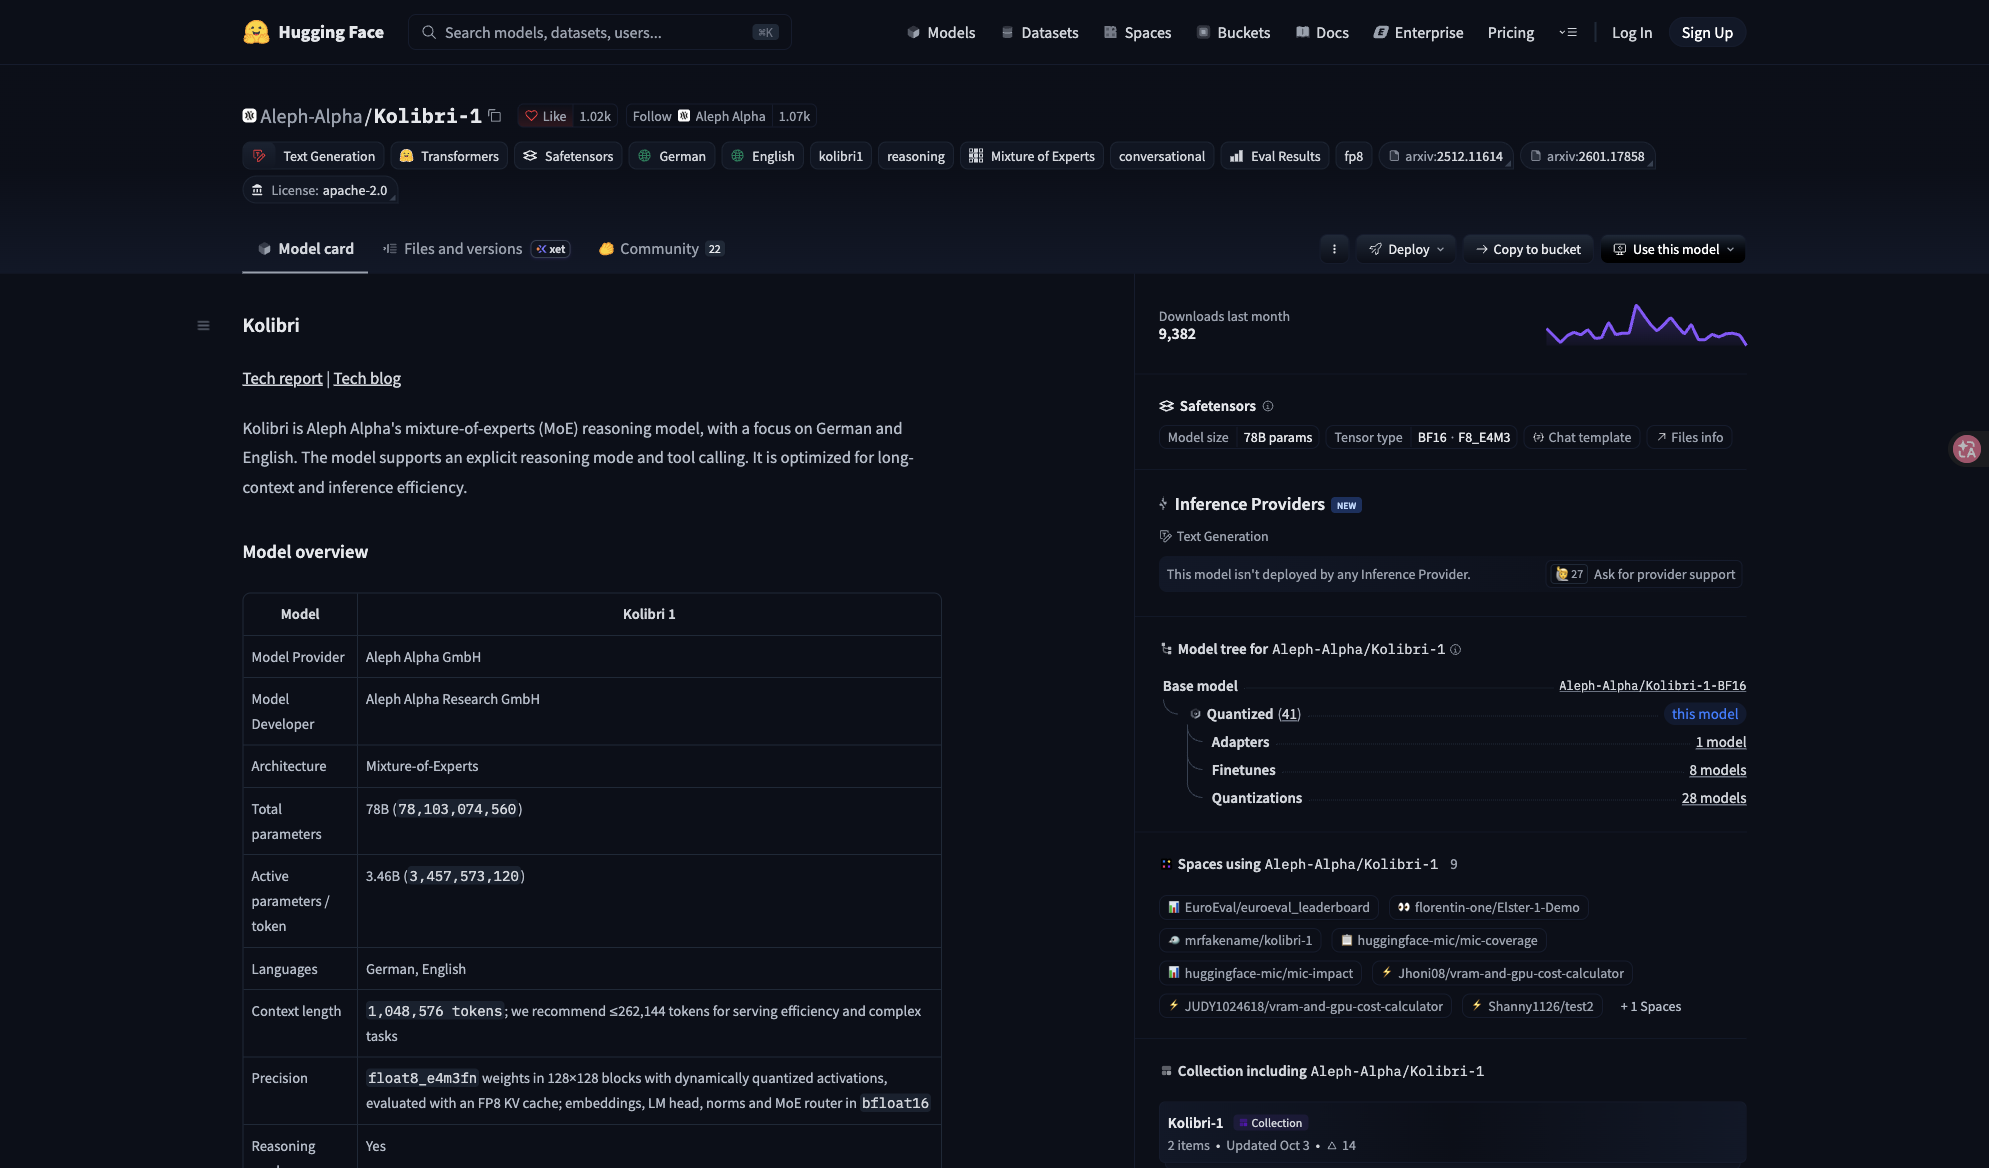 Hugging Face
Search models, datasets, users...
⌘K
Models
Datasets
Spaces
Buckets
Docs
Enterprise
Pricing
Log In
Sign Up
Aleph-Alpha/Kolibri-1
Like 1.02k
Follow Aleph Alpha 1.07k
Text Generation
Transformers
Safetensors
German
English
kolibri1
reasoning
Mixture of Experts
conversational
Eval Results
fp8
arxiv:2512.11614
arxiv:2601.17858
License: apache-2.0
Model card
Files and versions
xet
Community 22
Deploy
Copy to bucket
Use this model
Kolibri
Tech report | Tech blog
Kolibri is Aleph Alpha's mixture-of-experts (MoE) reasoning model, with a focus on German and
English. The model supports an explicit reasoning mode and tool calling. It is optimized for long-
context and inference efficiency.
Model overview
Model Kolibri 1
Model Provider Aleph Alpha GmbH
Model Aleph Alpha Research GmbH
Developer
Architecture Mixture-of-Experts
Total 78B (78,103,074,560)
parameters
Active 3.46B (3,457,573,120)
parameters /
token
Languages German, English
Context length 1,048,576 tokens; we recommend ≤262,144 tokens for serving efficiency and complex
tasks
Precision float8_e4m3fn weights in 128×128 blocks with dynamically quantized activations,
evaluated with an FP8 KV cache; embeddings, LM head, norms and MoE router in bfloat16
Reasoning Yes
Downloads last month
9,382
Safetensors
Model size 78B params
Tensor type BF16 · F8_E4M3
Chat template
Files info
Inference Providers NEW
Text Generation
This model isn't deployed by any Inference Provider.
27 Ask for provider support
Model tree for Aleph-Alpha/Kolibri-1
Base model Aleph-Alpha/Kolibri-1-BF16
Quantized (41) this model
Adapters 1 model
Finetunes 8 models
Quantizations 28 models
Spaces using Aleph-Alpha/Kolibri-1 9
EuroEval/euroeval_leaderboard
florentin-one/Elster-1-Demo
mrfakename/kolibri-1
huggingface-mic/mic-coverage
huggingface-mic/mic-impact
Jhoni08/vram-and-gpu-cost-calculator
JUDY1024618/vram-and-gpu-cost-calculator
Shanny1126/test2
+ 1 Spaces
Collection including Aleph-Alpha/Kolibri-1
Kolibri-1 Collection
2 items • Updated Oct 3 • 14